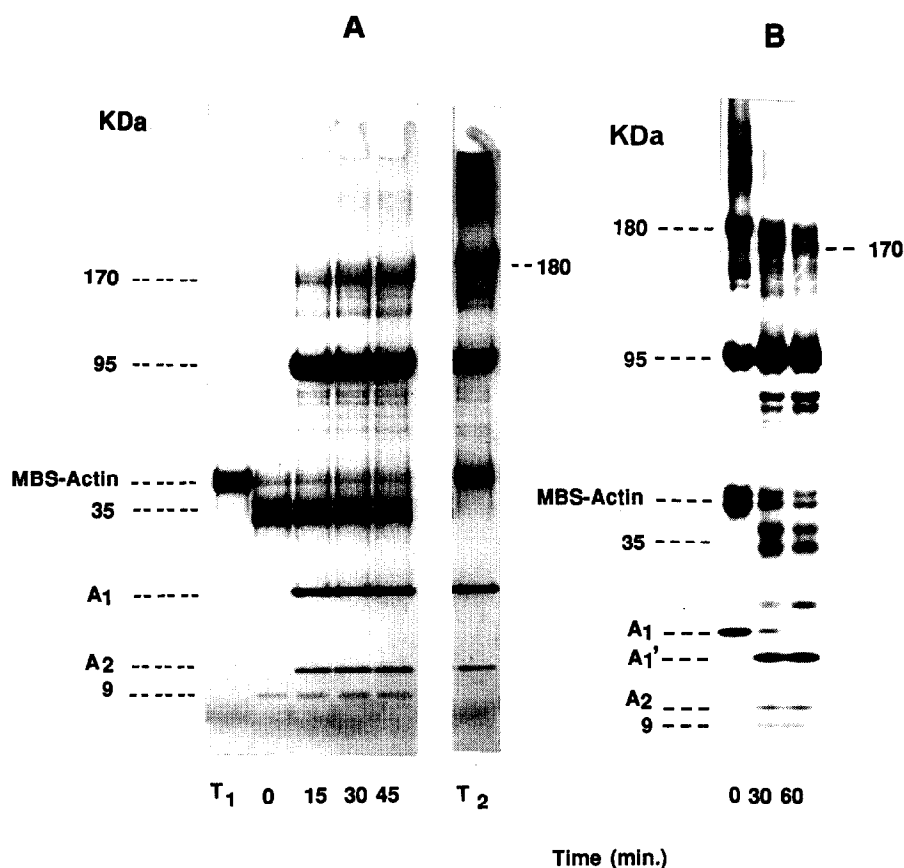 A
B
KDa
KDa
170 ------
95 ------
MBS-Actin ------
35 ------
A1 ------
A2 ------
9 ------
--180
180 ----
-- 170
95 ----
MBS-Actin ----
35 ----
A1 ----
A1' ----
A2 ----
9 ----
T1 0 15 30 45 T2
0 30 60
Time (min.)